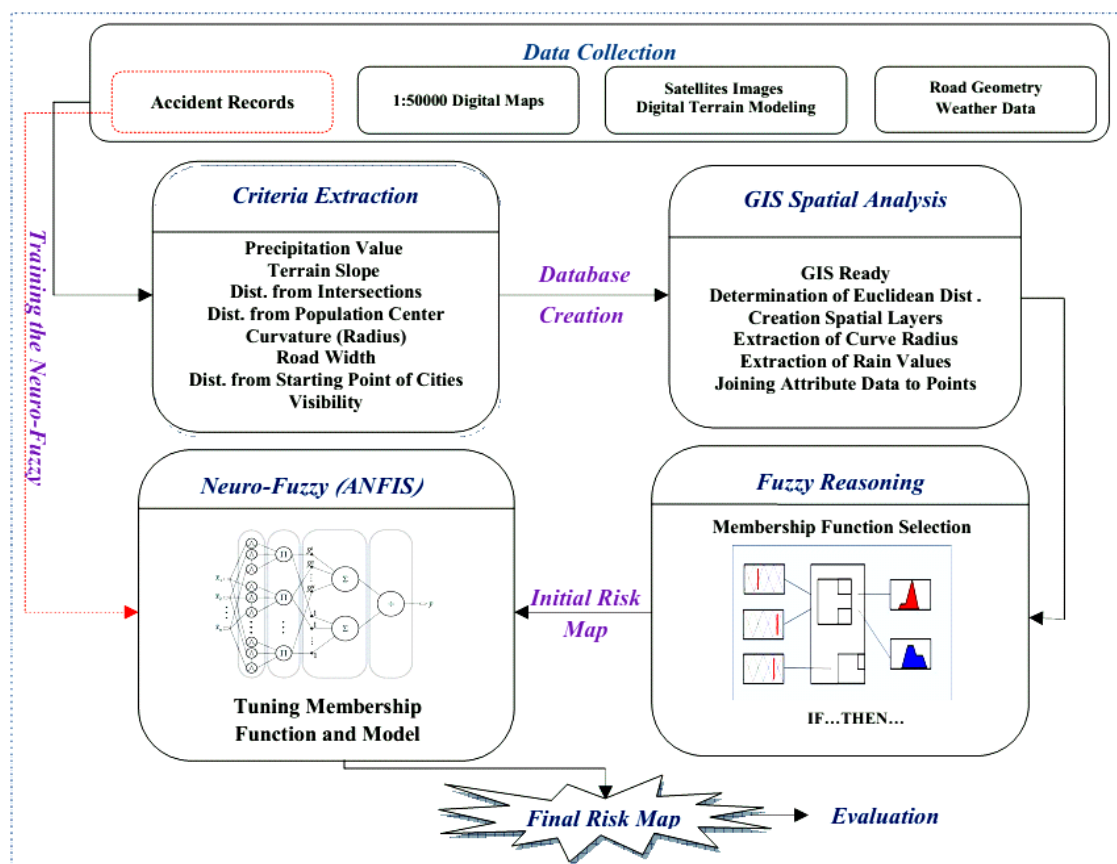 Data Collection
Accident Records
1:50000 Digital Maps
Satellites Images
Digital Terrain Modeling
Road Geometry
Weather Data
Training the Neuro-Fuzzy
Criteria Extraction
Precipitation Value
Terrain Slope
Dist. from Intersections
Dist. from Population Center
Curvature (Radius)
Road Width
Dist. from Starting Point of Cities
Visibility
Database
Creation
GIS Spatial Analysis
GIS Ready
Determination of Euclidean Dist .
Creation Spatial Layers
Extraction of Curve Radius
Extraction of Rain Values
Joining Attribute Data to Points
Fuzzy Reasoning
Membership Function Selection
IF…THEN…
Initial Risk
Map
Neuro-Fuzzy (ANFIS)
Tuning Membership
Function and Model
Final Risk Map
Evaluation